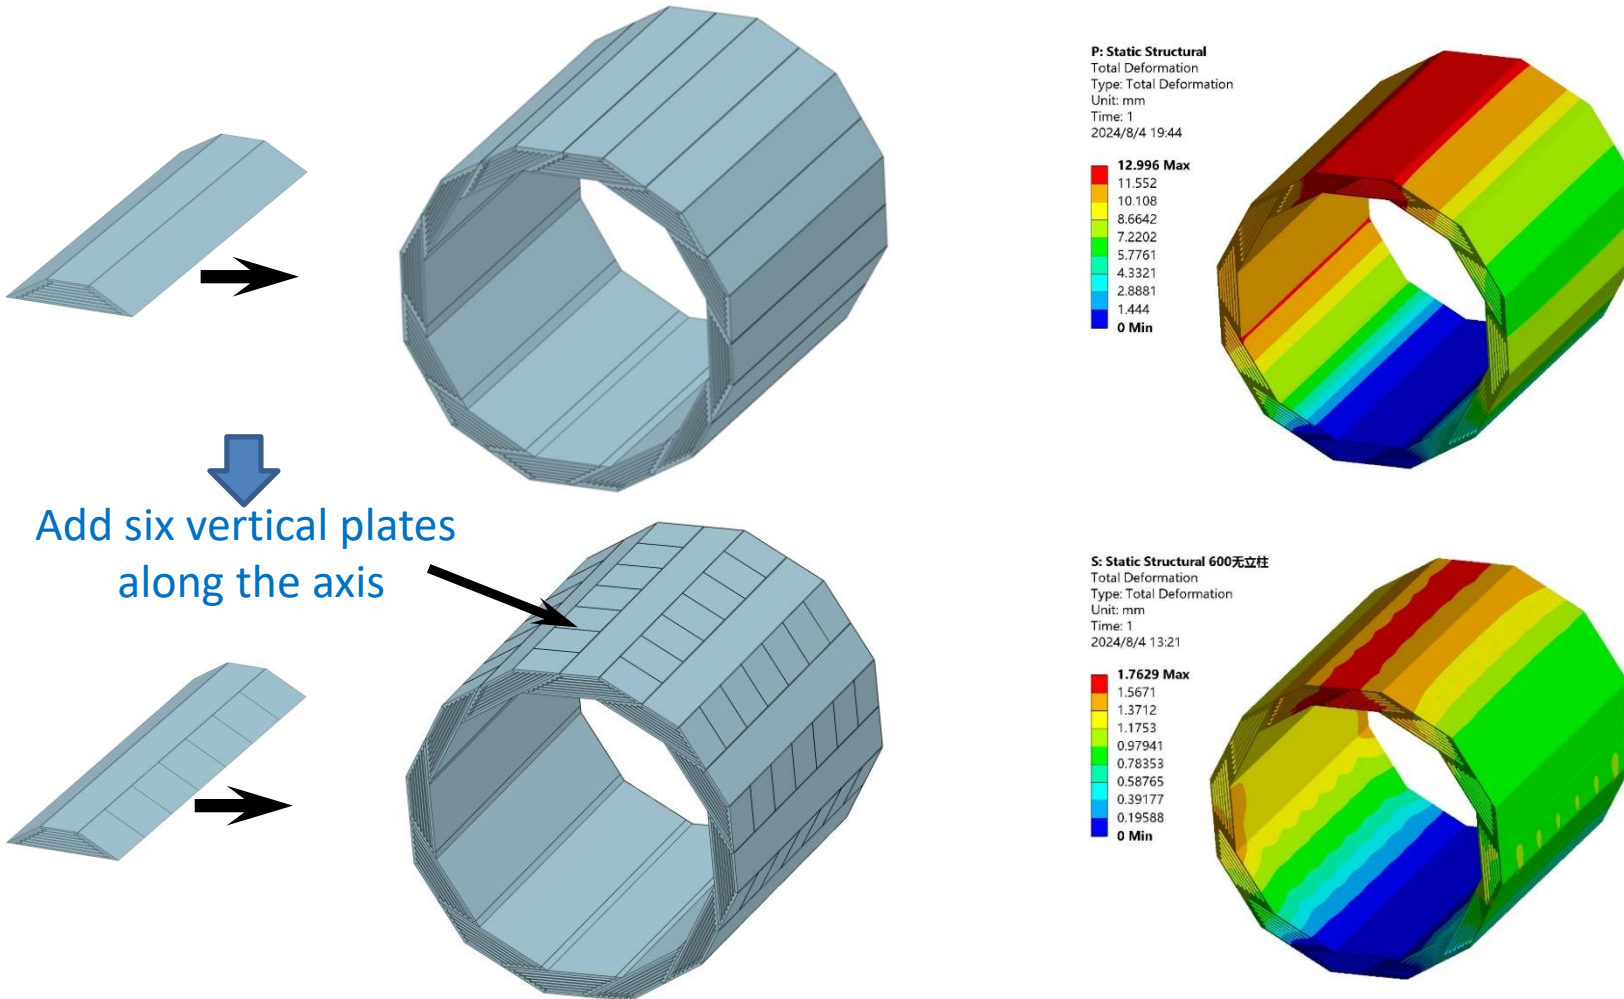 P: Static Structural
Total Deformation
Type: Total Deformation
Unit: mm
Time: 1
2024/8/4 19:44
12.996 Max
11.552
10.108
8.6642
7.2202
5.7761
4.3321
2.8881
1.444
0 Min
Add six vertical plates
along the axis
S: Static Structural 600无立柱
Total Deformation
Type: Total Deformation
Unit: mm
Time: 1
2024/8/4 13:21
1.7629 Max
1.5671
1.3712
1.1753
0.97941
0.78353
0.58765
0.39177
0.19588
0 Min